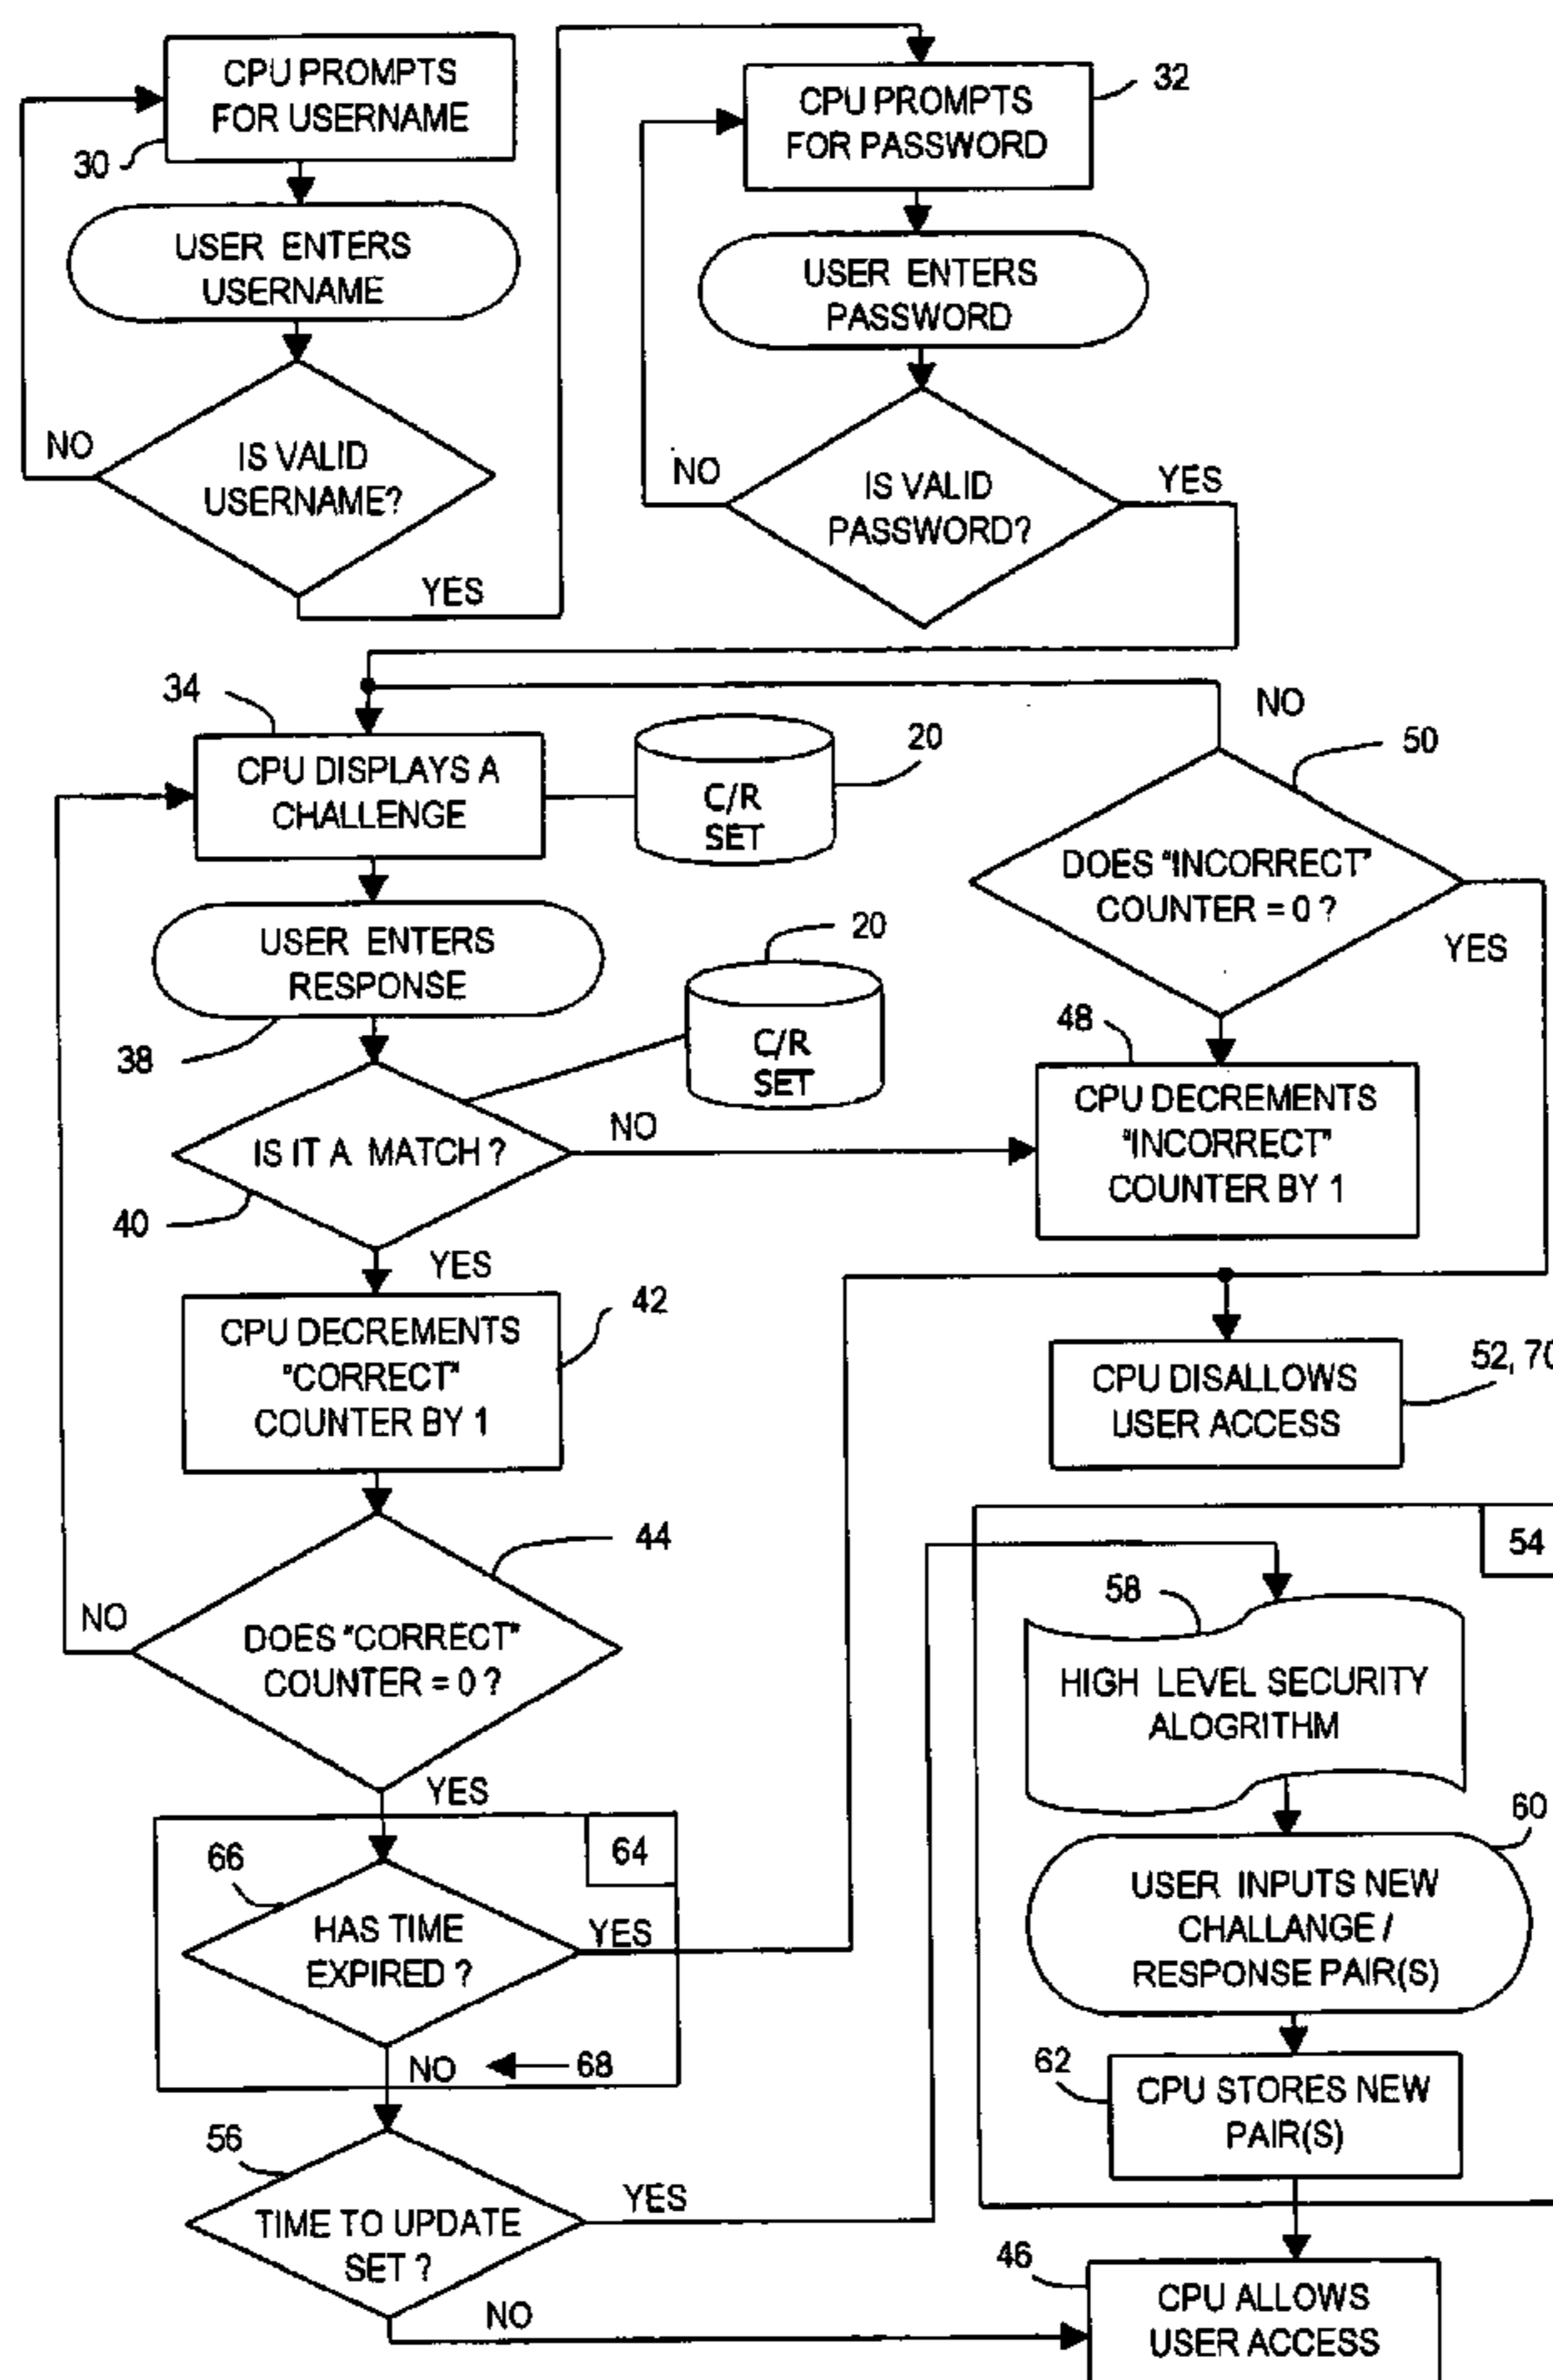 CPU PROMPTS
FOR USERNAME
30
USER ENTERS
USERNAME
IS VALID
USERNAME?
NO
YES
CPU PROMPTS
FOR PASSWORD
32
USER ENTERS
PASSWORD
IS VALID
PASSWORD?
NO
YES
34
CPU DISPLAYS A
CHALLENGE
C/R
SET
20
USER ENTERS
RESPONSE
38
C/R
SET
20
IS IT A MATCH ?
40
NO
YES
NO
50
DOES "INCORRECT"
COUNTER = 0 ?
YES
48
CPU DECREMENTS
"INCORRECT"
COUNTER BY 1
CPU DECREMENTS
"CORRECT"
COUNTER BY 1
42
CPU DISALLOWS
USER ACCESS
52, 70
44
DOES "CORRECT"
COUNTER = 0 ?
NO
YES
64
66
HAS TIME
EXPIRED ?
YES
NO
68
56
TIME TO UPDATE
SET ?
YES
NO
54
58
HIGH LEVEL SECURITY
ALOGRITHM
60
USER INPUTS NEW
CHALLANGE /
RESPONSE PAIR(S)
62
CPU STORES NEW
PAIR(S)
46
CPU ALLOWS
USER ACCESS